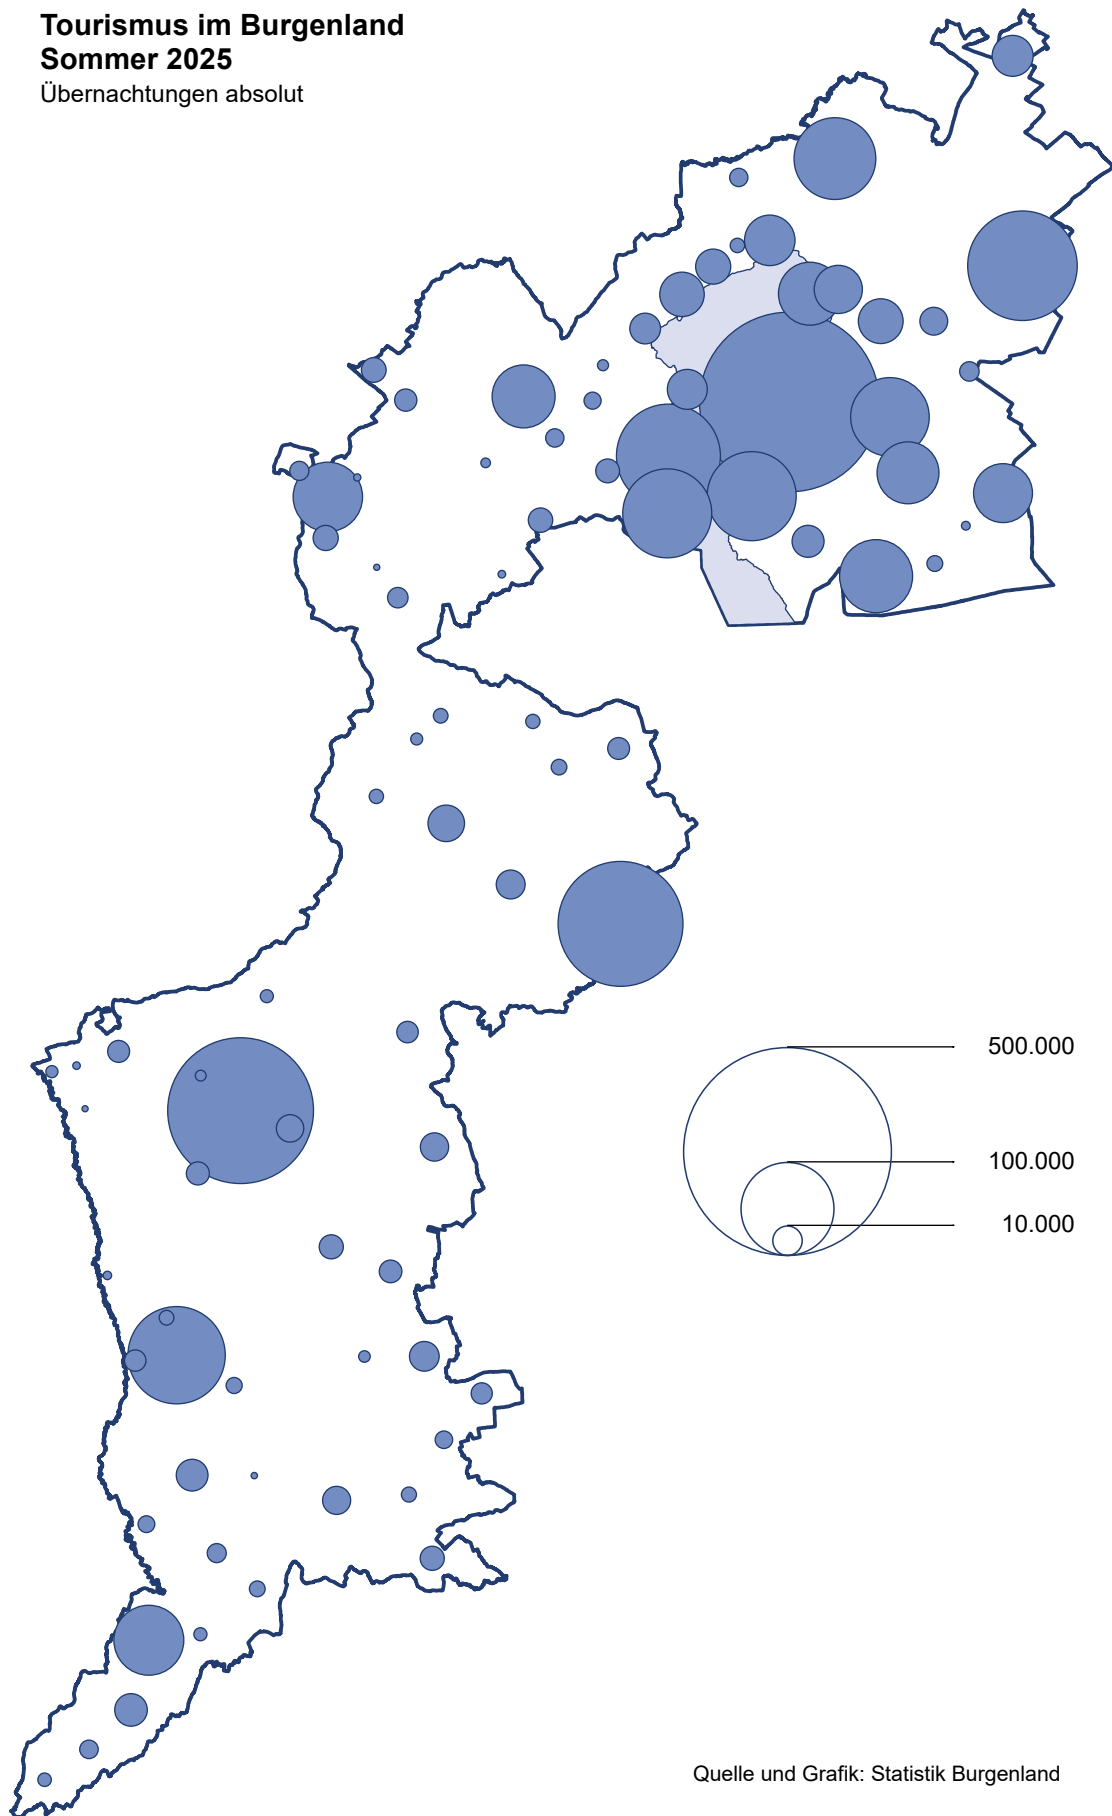 Tourismus im Burgenland
Sommer 2025
Übernachtungen absolut
500.000
100.000
10.000
Quelle und Grafik: Statistik Burgenland